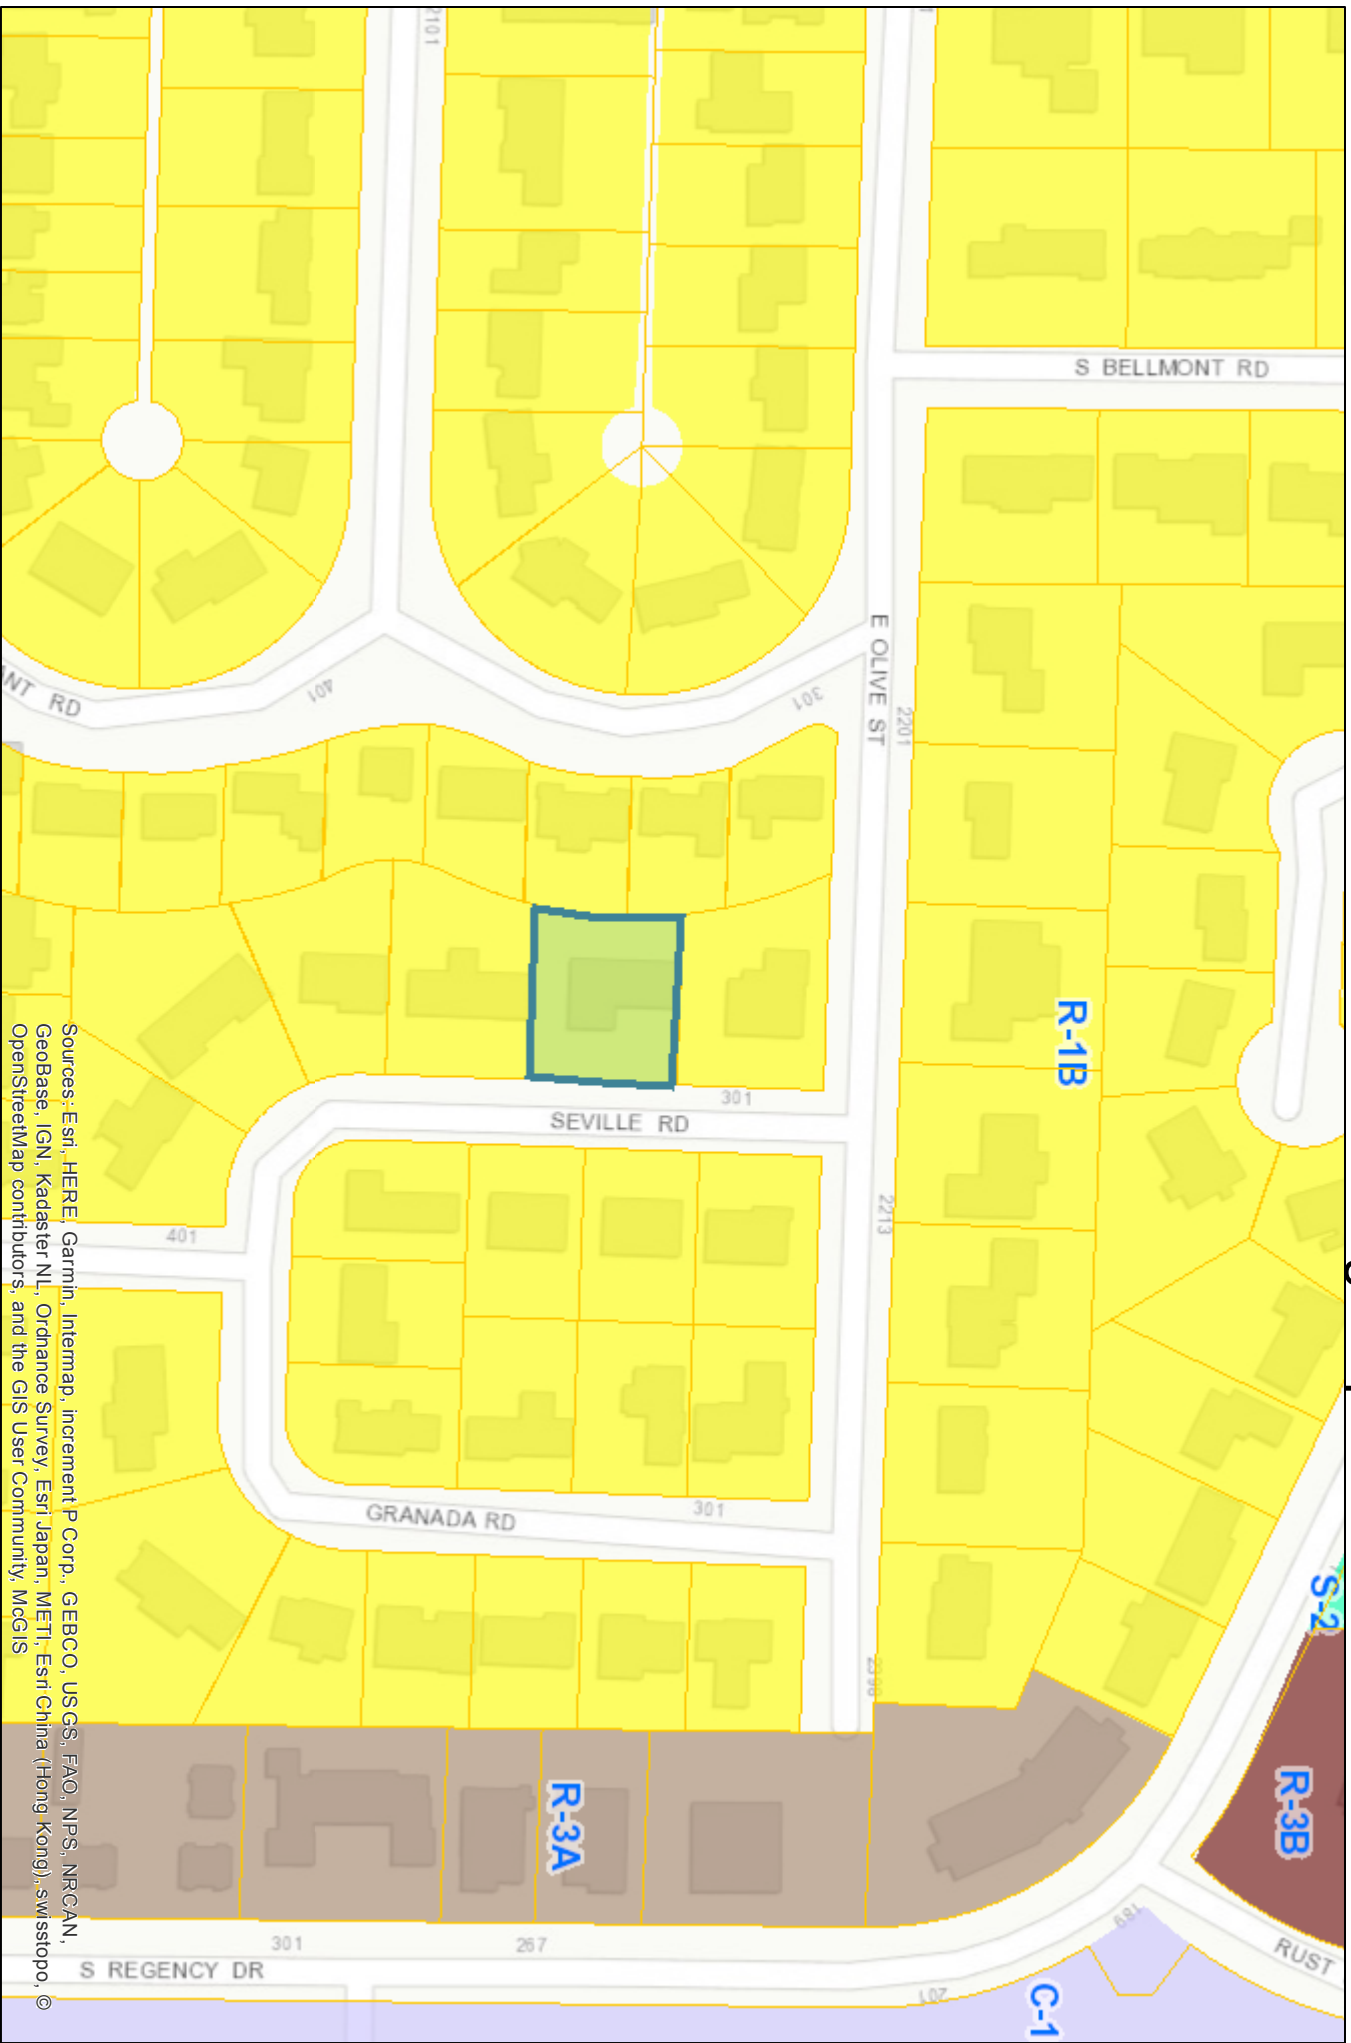 2101
S BELLMONT RD
E OLIVE ST
RD
401
301
2201
R-1B
301
SEVILLE RD
2213
401
GRANADA RD
301
S-2
R-3B
R-3A
301
267
S REGENCY DR
201
RUST
C-1
Sources: Esri, HERE, Garmin, Intermap, increment P Corp., GEBCO, USGS, FAO, NPS, NRCAN,
GeoBase, IGN, Kadaster NL, Ordnance Survey, Esri Japan, METI, Esri China (Hong Kong), swisstopo, ©
OpenStreetMap contributors, and the GIS User Community, McGIS